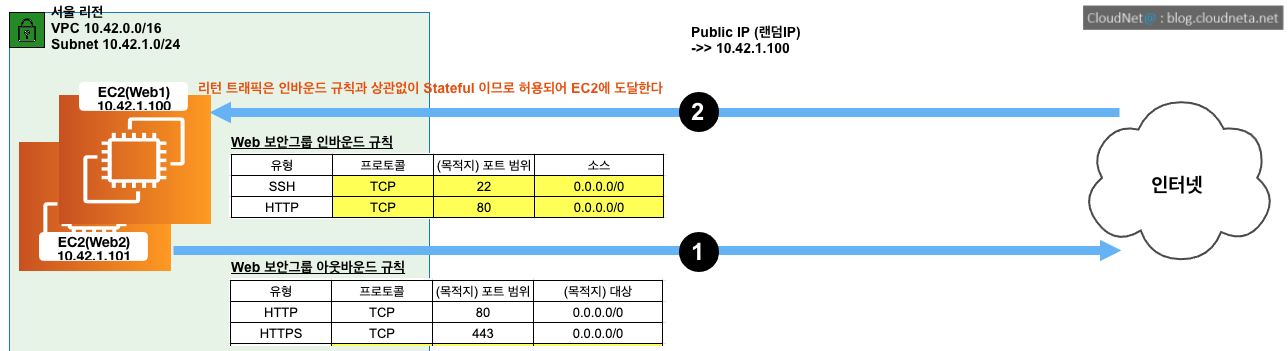 서울 리전
VPC 10.42.0.0/16
Subnet 10.42.1.0/24
CloudNet@ : blog.cloudneta.net
Public IP (랜덤IP)
->> 10.42.1.100
리턴 트래픽은 인바운드 규칙과 상관없이 Stateful 이므로 허용되어 EC2에 도달한다
EC2(Web1)
10.42.1.100
2
Web 보안그룹 인바운드 규칙
유형 프로토콜 (목적지) 포트 범위 소스
SSH TCP 22 0.0.0.0/0
HTTP TCP 80 0.0.0.0/0
인터넷
EC2(Web2)
10.42.1.101
1
Web 보안그룹 아웃바운드 규칙
유형 프로토콜 (목적지) 포트 범위 (목적지) 대상
HTTP TCP 80 0.0.0.0/0
HTTPS TCP 443 0.0.0.0/0